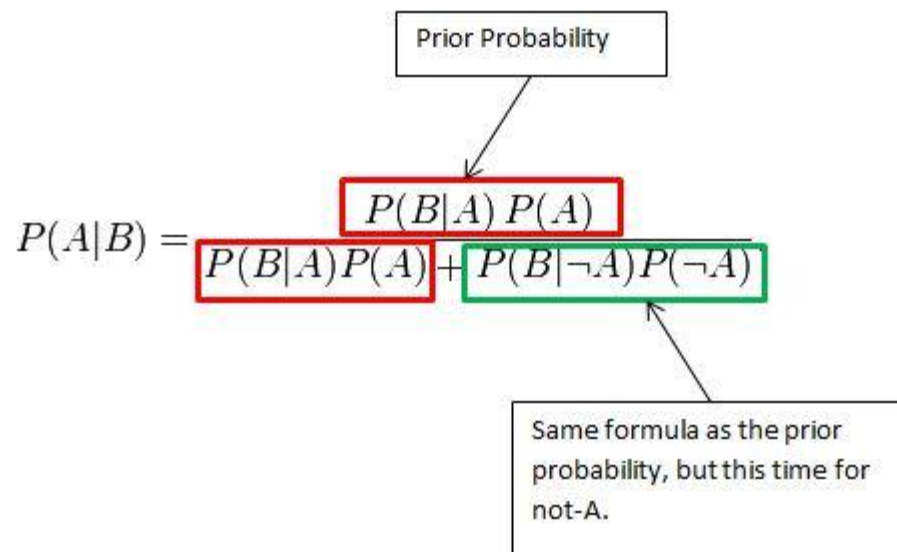 Prior Probability
P(B|A) P(A)
P(A|B) =
P(B|A)P(A) + P(B|¬A)P(¬A)
Same formula as the prior
probability, but this time for
not-A.